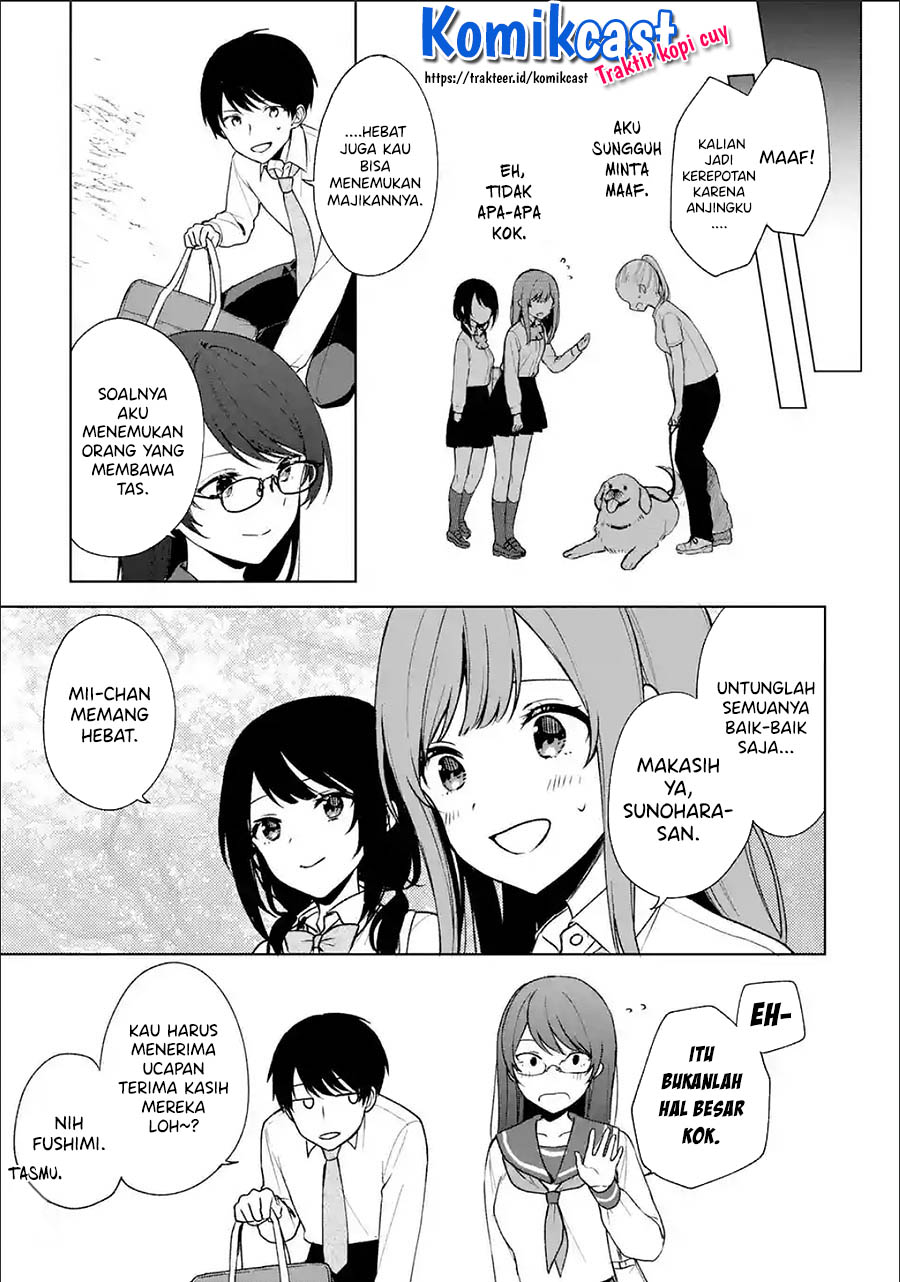 Komikcast
Traktir kopi cuy
https://trakteer.id/komikcast
MAAF!
KALIAN
JADI
KEREPOTAN
KARENA
ANJINGKU
....
AKU
SUNGGUH
MINTA
MAAF.
EH,
TIDAK
APA-APA
KOK.
....HEBAT
JUGA KAU
BISA
MENEMUKAN
MAJIKANNYA.
SOALNYA
AKU
MENEMUKAN
ORANG YANG
MEMBAWA
TAS.
UNTUNGLAH
SEMUANYA
BAIK-BAIK
SAJA...
MAKASIH
YA,
SUNOHARA-
SAN.
MII-CHAN
MEMANG
HEBAT.
EH-
ITU
BUKANLAH
HAL BESAR
KOK.
KAU HARUS
MENERIMA
UCAPAN
TERIMA KASIH
MEREKA
LOH~?
NIH
FUSHIMI.
TASMU.